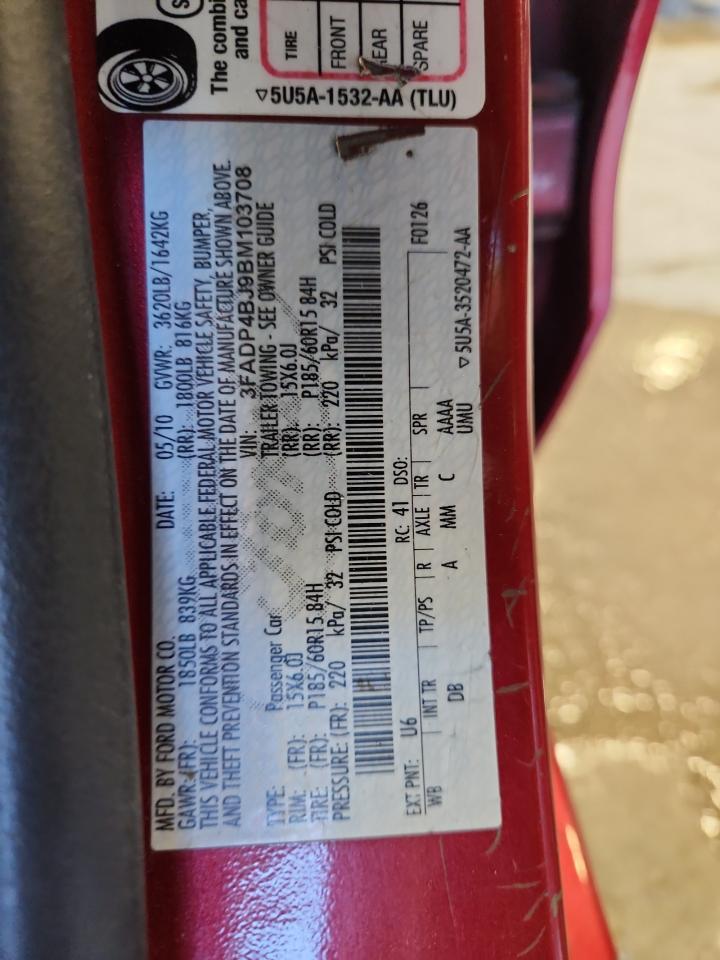 The combi
and ca
TIRE
FRONT
EAR
SPARE
▽5U5A-1532-AA (TLU)
MFD. BY FORD MOTOR CO.
DATE: 05/10 GVWR: 3620LB/1642KG
GAWR: (FR): 1850LB 839KG (RR): 1800LB 816KG
THIS VEHICLE CONFORMS TO ALL APPLICABLE FEDERAL MOTOR VEHICLE SAFETY, BUMPER,
AND THEFT PREVENTION STANDARDS IN EFFECT ON THE DATE OF MANUFACTURE SHOWN ABOVE.
VIN: 3FADP4BJ9BM103708
TYPE: Passenger Car TRAILER TOWING - SEE OWNER GUIDE
RIM: (FR): 15X6.0J (RR): 15X6.0J
TIRE: (FR): P185/60R15 84H (RR): P185/60R15 84H
PRESSURE: (FR): 220 kPa/ 32 PSI COLD (RR): 220 kPa/ 32 PSI COLD
EXT PNT: U6 RC: 41 DSO: F0126
WB INT TR TP/PS R AXLE TR SPR
DB A MM C AAAA
UMU
▽5U5A-3520472-AA